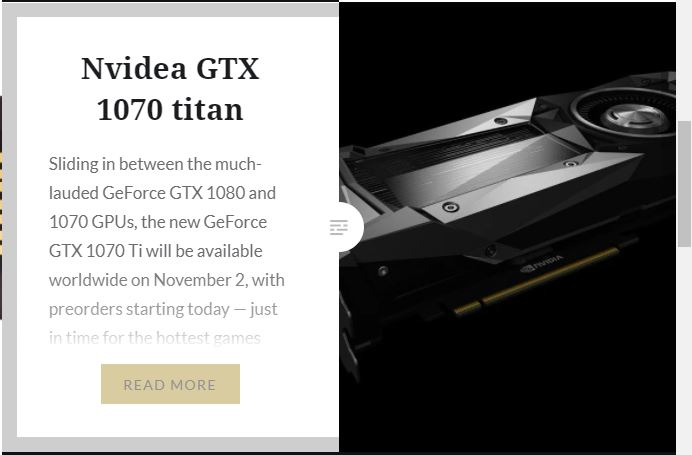 Nvidea GTX
1070 titan
Sliding in between the much-
lauded GeForce GTX 1080 and
1070 GPUs, the new GeForce
GTX 1070 Ti will be available
worldwide on November 2, with
preorders starting today — just
in time for the hottest games
READ MORE
NVIDIA